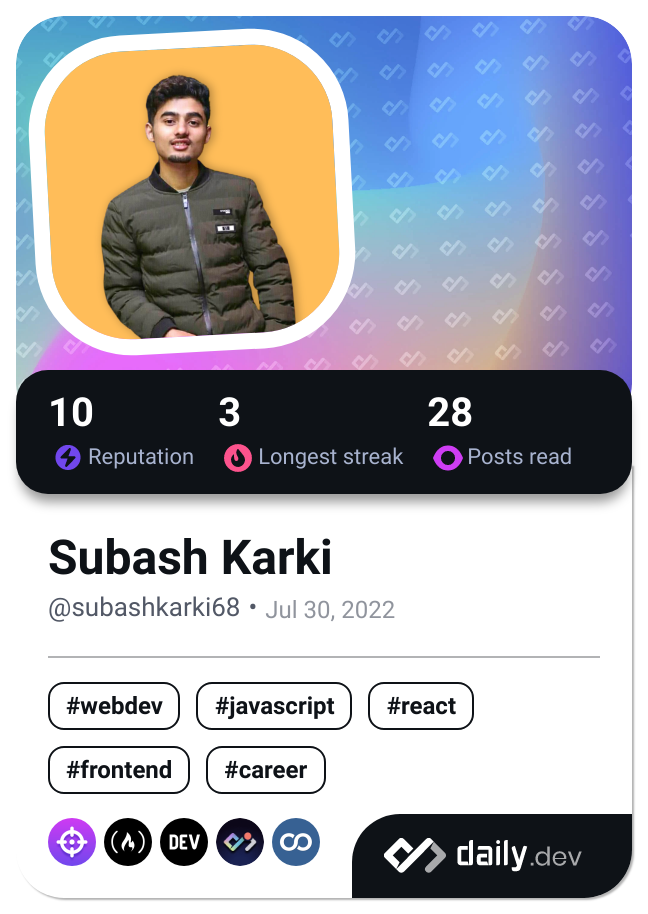 10 3 28
Reputation Longest streak Posts read
Subash Karki
@subashkarki68 • Jul 30, 2022
#webdev #javascript #react
#frontend #career
DEV
daily.dev